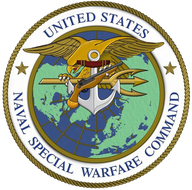 UNITED STATES
NAVAL SPECIAL WARFARE COMMAND